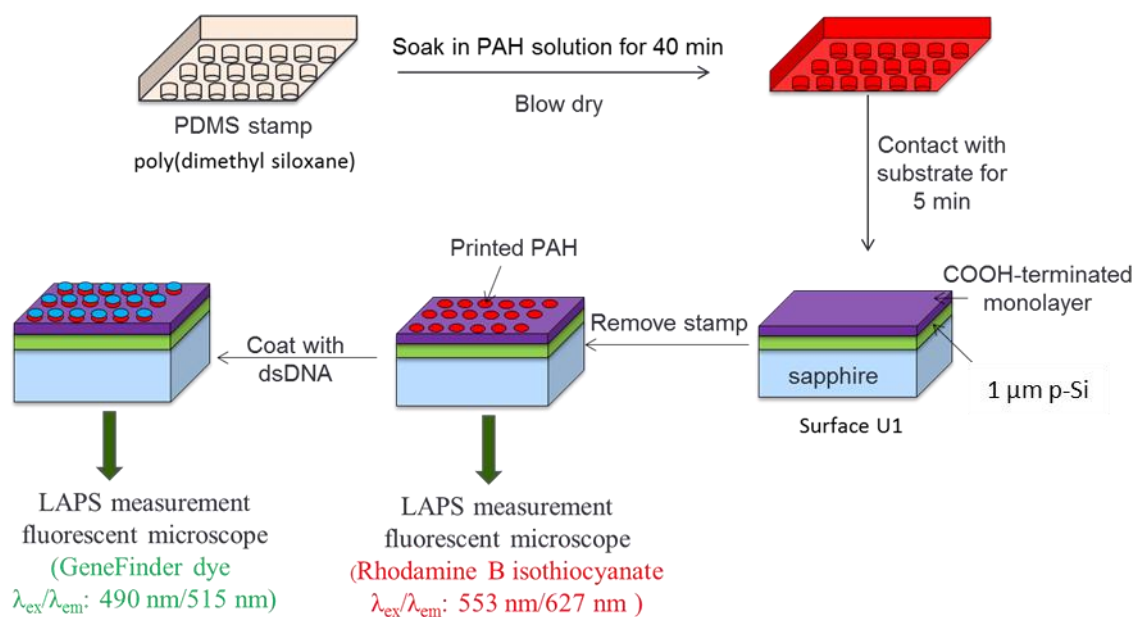 Soak in PAH solution for 40 min
Blow dry
PDMS stamp
poly(dimethyl siloxane)
Contact with
substrate for
5 min
Printed PAH
COOH-terminated
monolayer
Remove stamp
Coat with
dsDNA
sapphire
1 μm p-Si
Surface U1
LAPS measurement
fluorescent microscope
(GeneFinder dye
λex/λem: 490 nm/515 nm)
LAPS measurement
fluorescent microscope
(Rhodamine B isothiocyanate
λex/λem: 553 nm/627 nm )